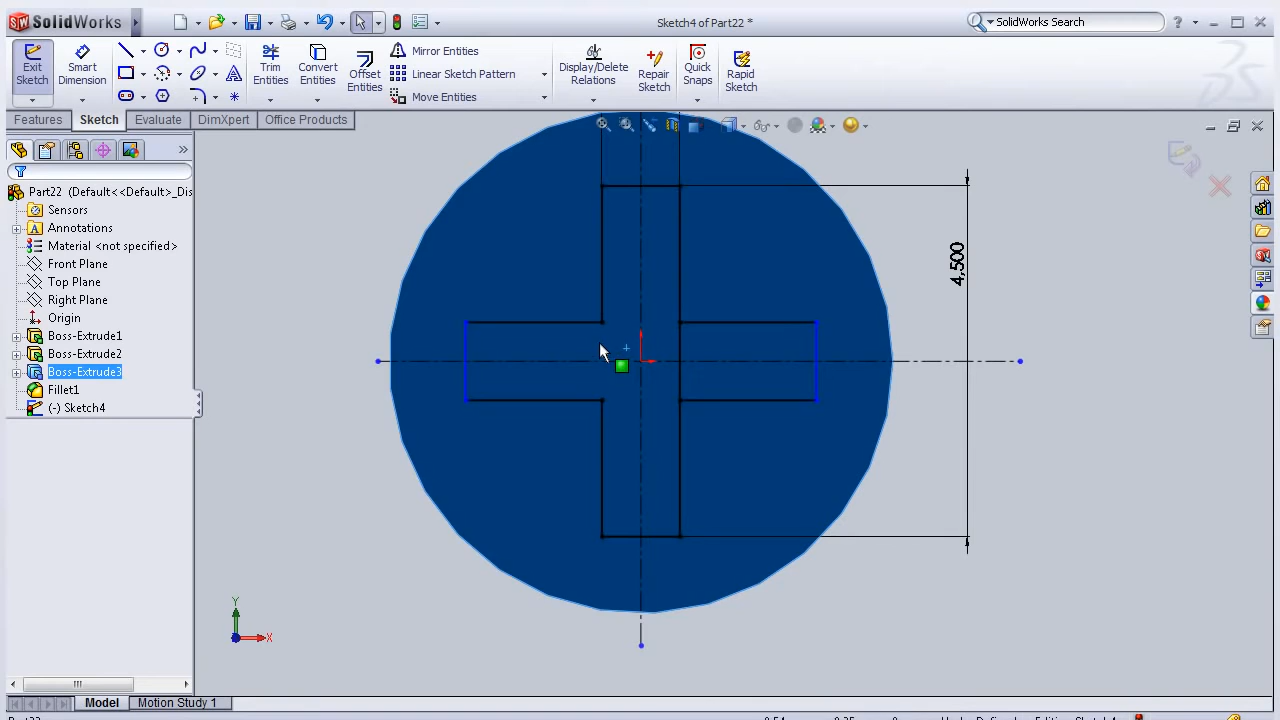 SolidWorks
Sketch4 of Part22 *
SolidWorks Search
Exit Sketch
Smart Dimension
Trim Entities
Convert Entities
Offset Entities
Mirror Entities
Linear Sketch Pattern
Move Entities
Display/Delete Relations
Repair Sketch
Quick Snaps
Rapid Sketch
Features
Sketch
Evaluate
DimXpert
Office Products
Part22 (Default<<Default>_Dis
Sensors
Annotations
Material <not specified>
Front Plane
Top Plane
Right Plane
Origin
Boss-Extrude1
Boss-Extrude2
Boss-Extrude3
Fillet1
(-) Sketch4
4,500
Y
X
Model
Motion Study 1